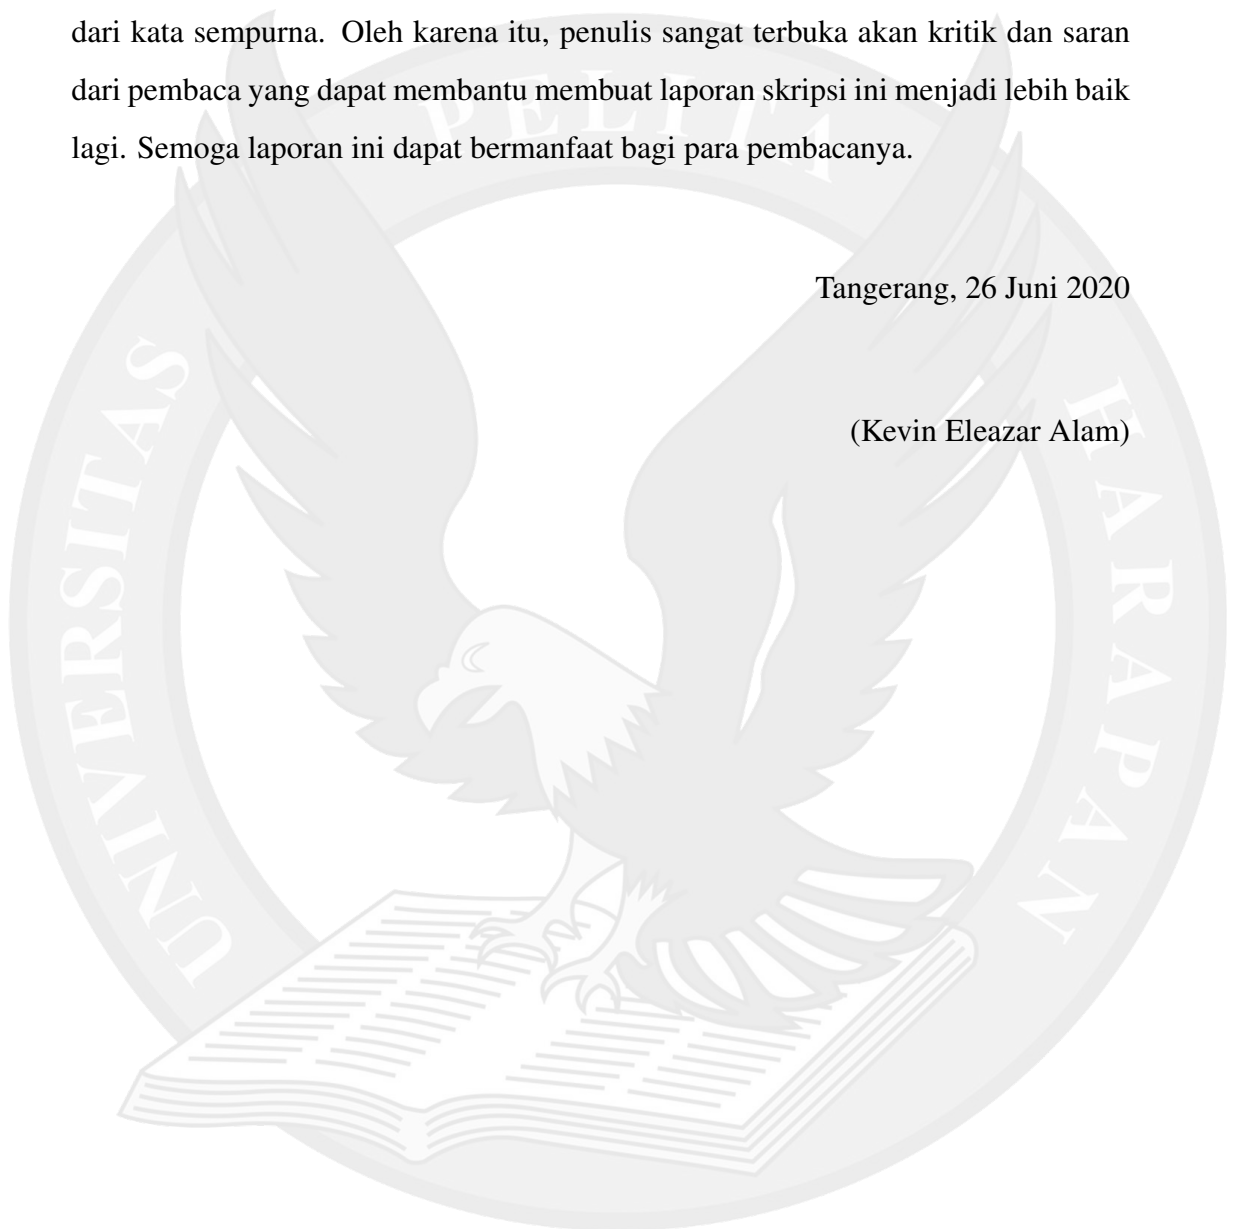 dari kata sempurna. Oleh karena itu, penulis sangat terbuka akan kritik dan saran
dari pembaca yang dapat membantu membuat laporan skripsi ini menjadi lebih baik
lagi. Semoga laporan ini dapat bermanfaat bagi para pembacanya.
Tangerang, 26 Juni 2020
(Kevin Eleazar Alam)
UNIVERSITAS
PELITA
HARAPAN